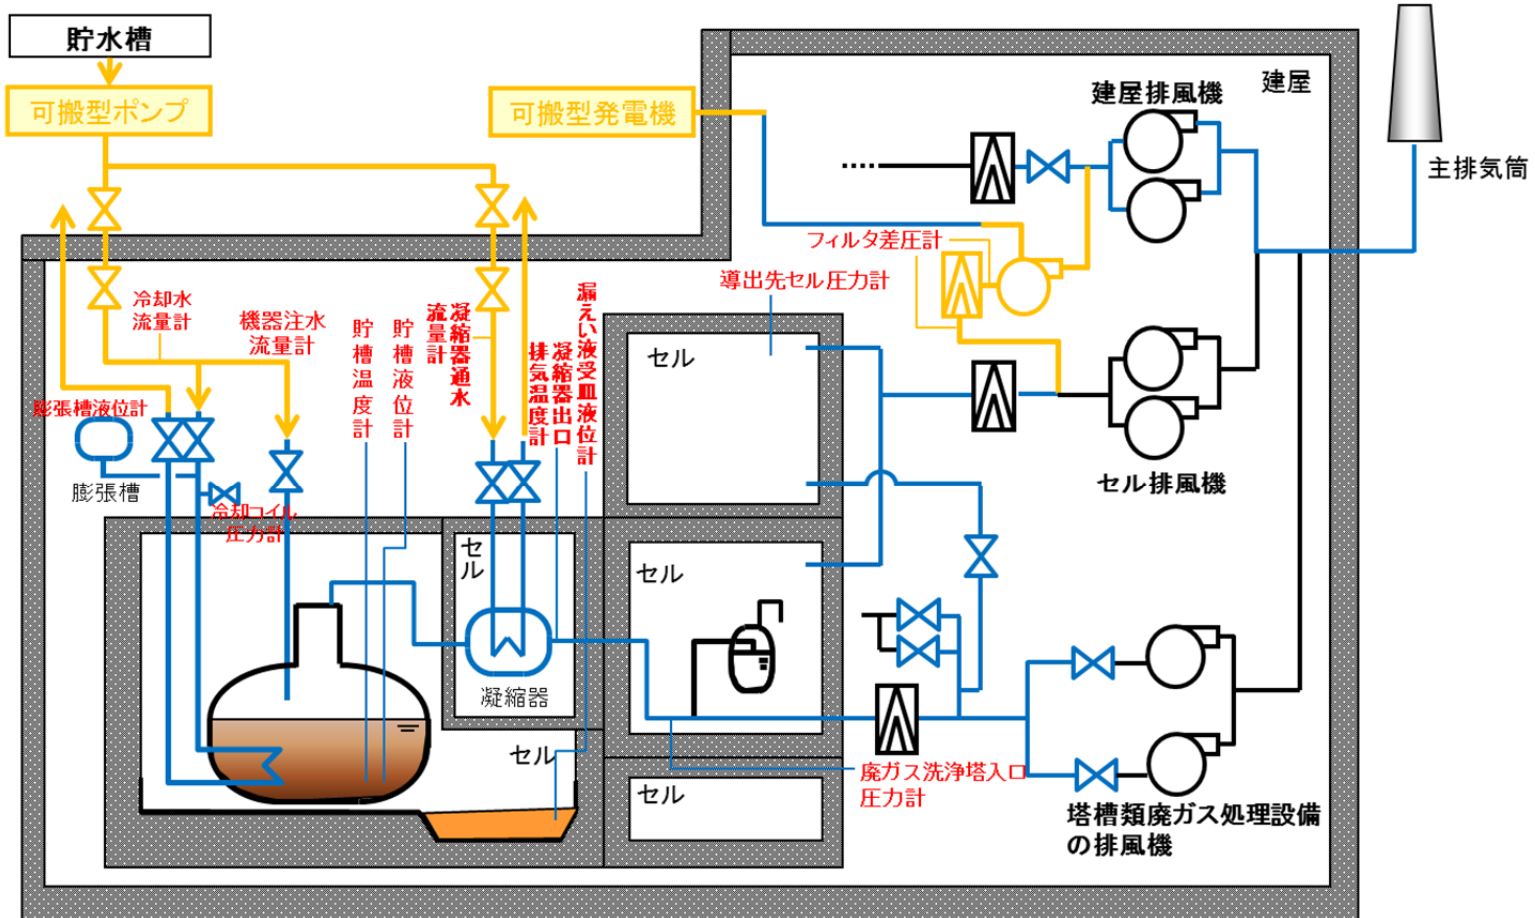 貯水槽
可搬型ポンプ
可搬型発電機
建屋
建屋排風機
主排気筒
フィルタ差圧計
導出先セル圧力計
冷却水
流量計
機器注水
流量計
貯槽温度計
貯槽液位計
凝縮器通水
流量計
凝縮器出口
排気温度計
漏えい液受皿液位計
セル
セル排風機
膨張槽液位計
膨張槽
冷却コイル
圧力計
セル
セル
凝縮器
セル
セル
廃ガス洗浄塔入口
圧力計
塔槽類廃ガス処理設備
の排風機